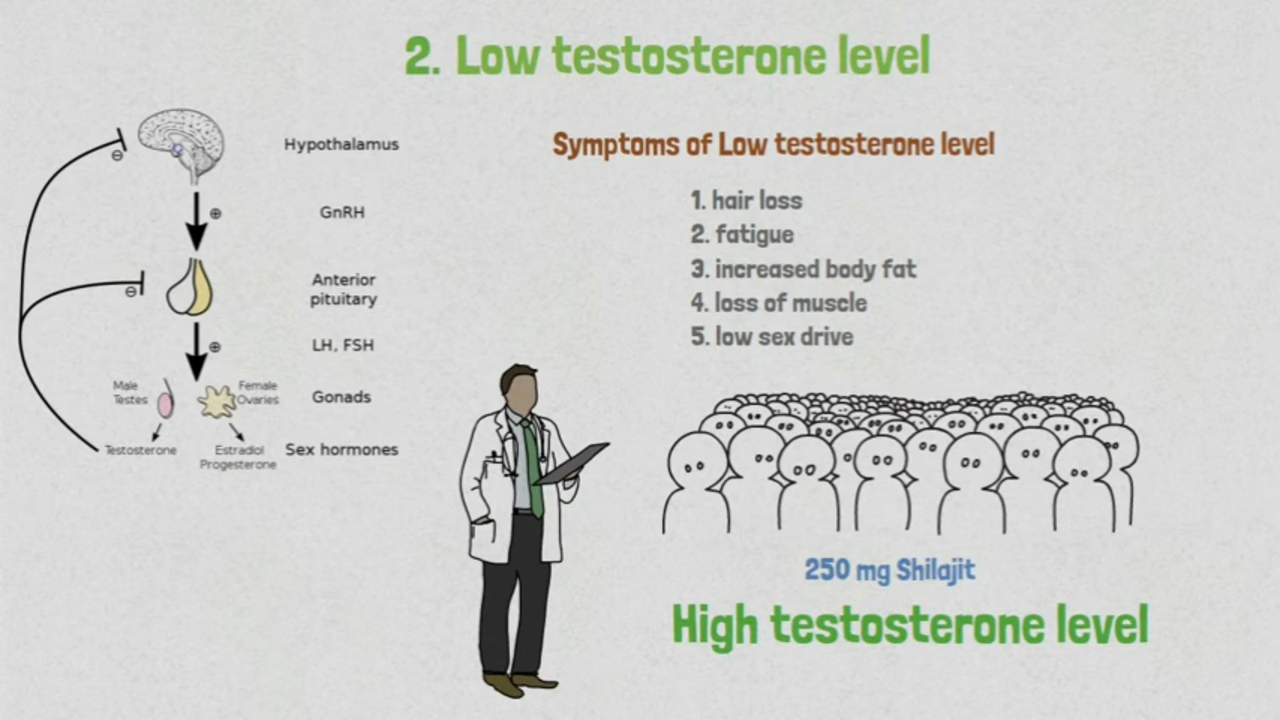 2. Low testosterone level
Hypothalamus
⊖
⊕
GnRH
Anterior
pituitary
⊖
⊕
LH, FSH
Male
Testes
Female
Ovaries
Gonads
Testosterone
Estradiol
Progesterone
Sex hormones
Symptoms of Low testosterone level
1. hair loss
2. fatigue
3. increased body fat
4. loss of muscle
5. low sex drive
250 mg Shilajit
High testosterone level